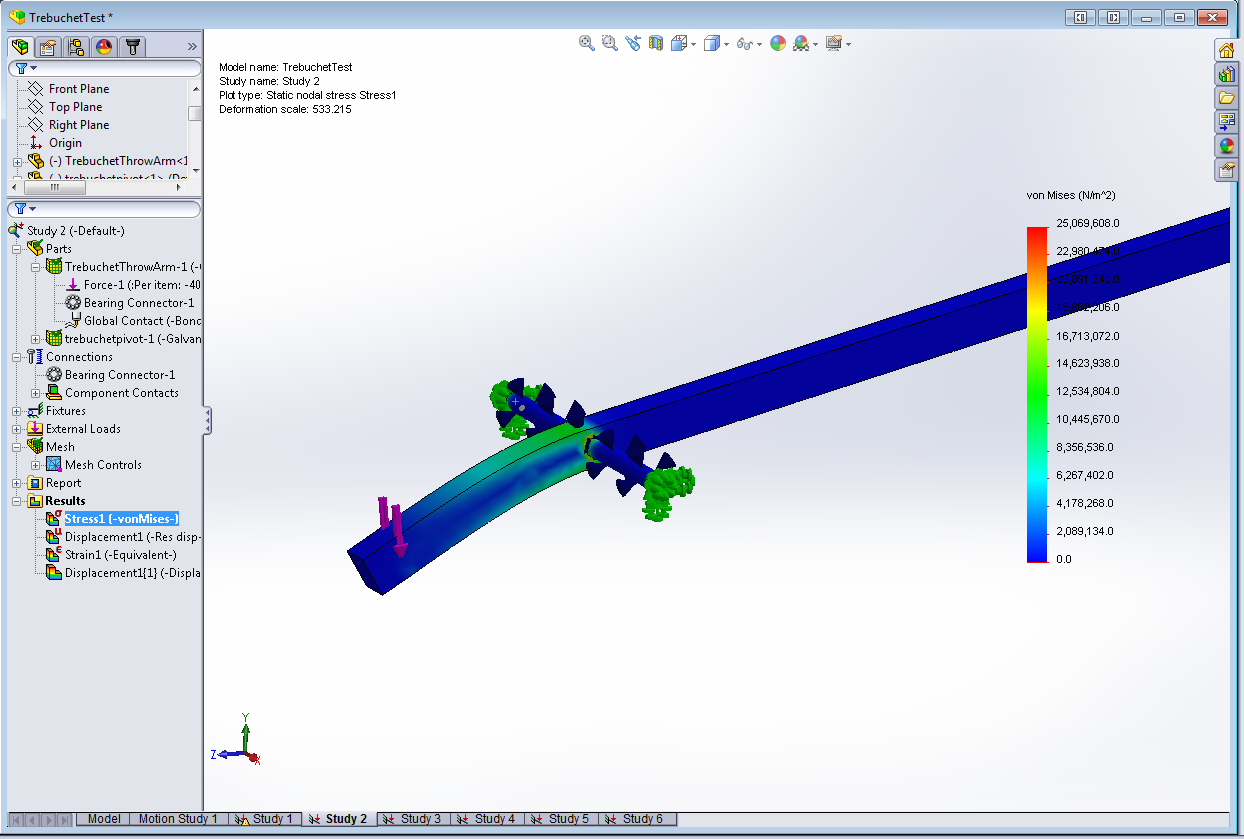 TrebuchetTest *
Front Plane
Top Plane
Right Plane
Origin
(-) TrebuchetThrowArm<1
(-) trebuchetpivot<1> (De
Study 2 (-Default-)
Parts
TrebuchetThrowArm-1 (-
Force-1 (:Per item: -40
Bearing Connector-1
Global Contact (-Bonc
trebuchetpivot-1 (-Galvan
Connections
Bearing Connector-1
Component Contacts
Fixtures
External Loads
Mesh
Mesh Controls
Report
Results
Stress1 (-vonMises-)
Displacement1 (-Res disp-
Strain1 (-Equivalent-)
Displacement1{1} (-Displa
Model name: TrebuchetTest
Study name: Study 2
Plot type: Static nodal stress Stress1
Deformation scale: 533.215
von Mises (N/m^2)
25,069,608.0
22,980,474.0
20,891,340.0
18,802,206.0
16,713,072.0
14,623,938.0
12,534,804.0
10,445,670.0
8,356,536.0
6,267,402.0
4,178,268.0
2,089,134.0
0.0
Y
Z
X
Model
Motion Study 1
Study 1
Study 2
Study 3
Study 4
Study 5
Study 6